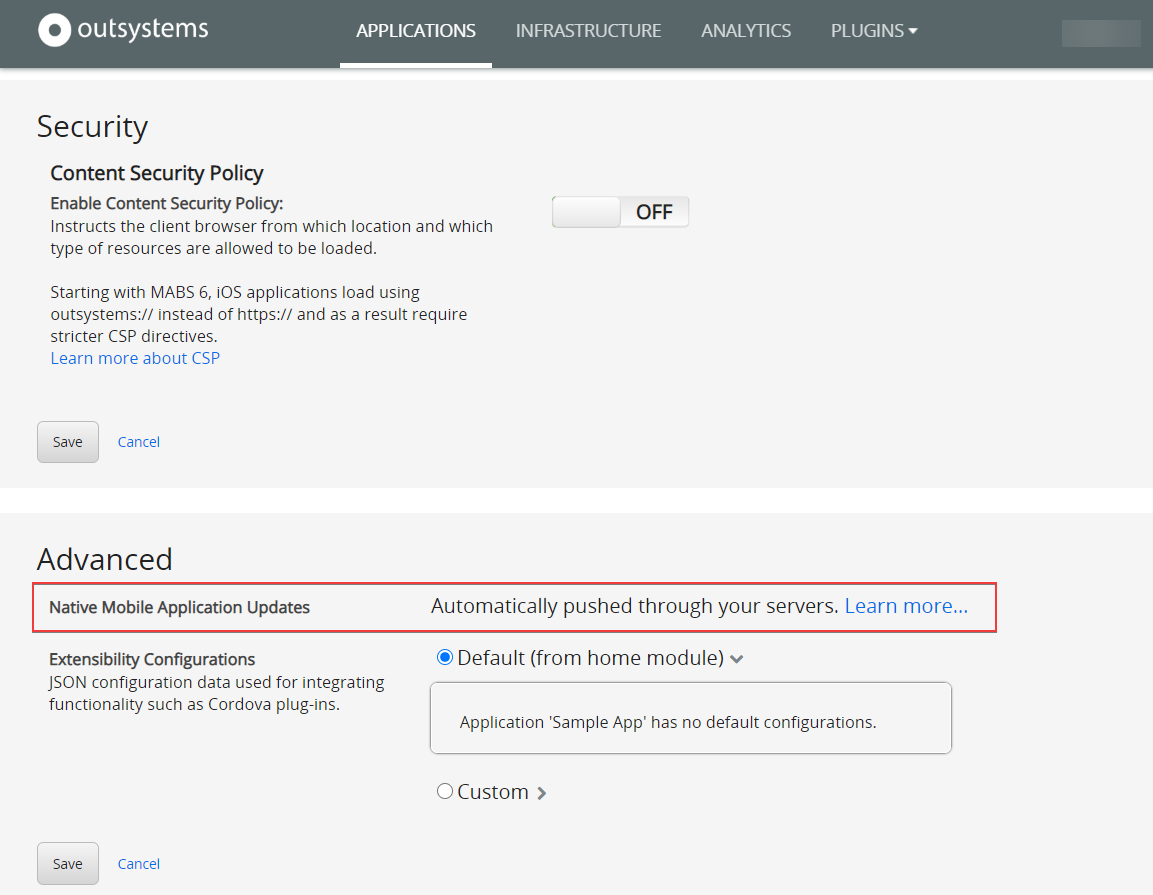 outsystems
APPLICATIONS INFRASTRUCTURE ANALYTICS PLUGINS
Security
Content Security Policy
Enable Content Security Policy:
OFF
Instructs the client browser from which location and which
type of resources are allowed to be loaded.
Starting with MABS 6, iOS applications load using
outsystems:// instead of https:// and as a result require
stricter CSP directives.
Learn more about CSP
Save Cancel
Advanced
Native Mobile Application Updates Automatically pushed through your servers. Learn more...
Extensibility Configurations
JSON configuration data used for integrating
functionality such as Cordova plug-ins.
Default (from home module)
Application 'Sample App' has no default configurations.
Custom
Save Cancel